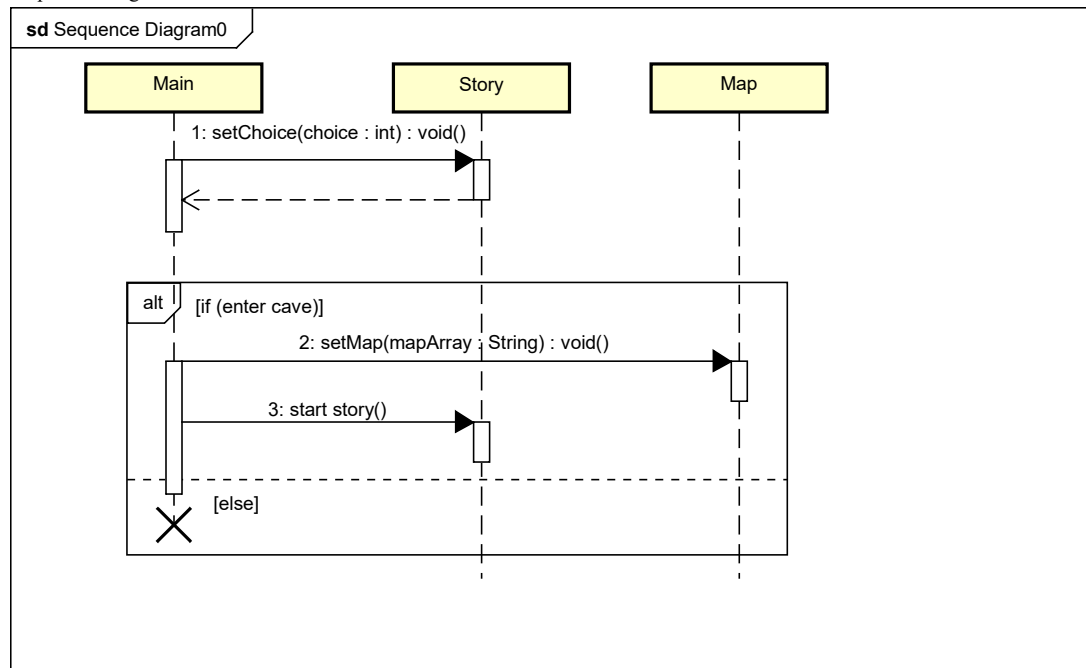 sd Sequence Diagram0
Main
Story
Map
1: setChoice(choice : int) : void()
alt
[if (enter cave)]
2: setMap(mapArray : String) : void()
3: start story()
[else]